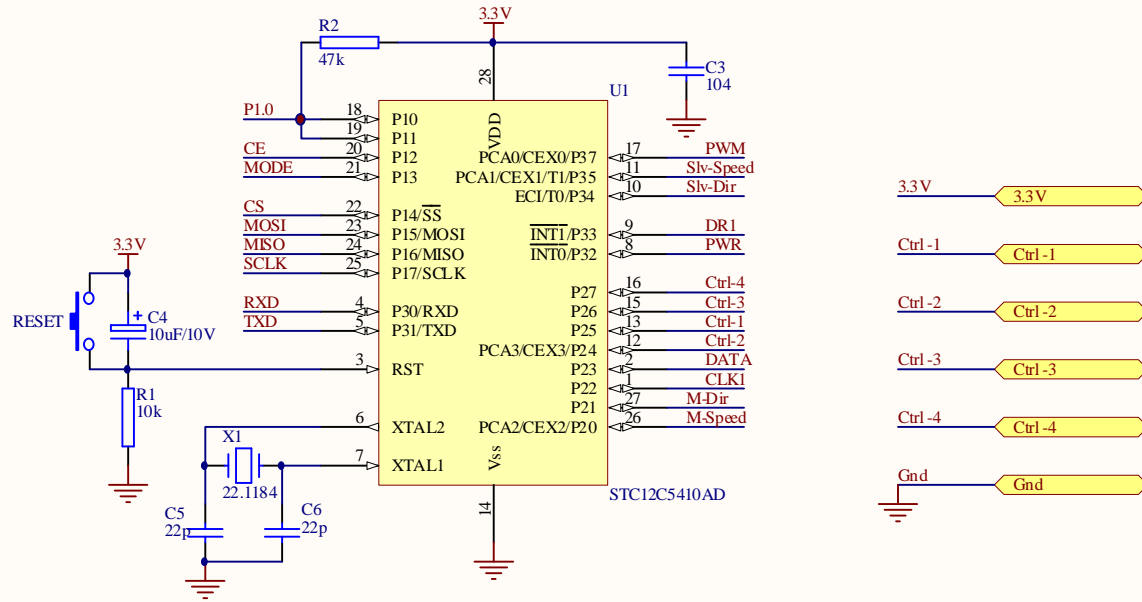 3.3V
R2
47k
28
C3
104
U1
VDD
P1.0
18
P10
19
P11
CE
20
P12
MODE
21
P13
CS
22
P14/SS
MOSI
23
P15/MOSI
MISO
24
P16/MISO
SCLK
25
P17/SCLK
RXD
4
P30/RXD
TXD
5
P31/TXD
3
RST
6
XTAL2
7
XTAL1
PCA0/CEX0/P37
17
PWM
PCA1/CEX1/T1/P35
11
Slv-Speed
ECI/T0/P34
10
Slv-Dir
INT1/P33
9
DR1
INT0/P32
8
PWR
P27
16
Ctrl-4
P26
15
Ctrl-3
P25
13
Ctrl-1
PCA3/CEX3/P24
12
Ctrl-2
P23
2
DATA
P22
1
CLK1
P21
27
M-Dir
PCA2/CEX2/P20
26
M-Speed
Vss
14
STC12C5410AD
3.3V
RESET
C4
+
10uF/10V
R1
10k
X1
22.1184
C5
22p
C6
22p
3.3V
3.3V
Ctrl-1
Ctrl-1
Ctrl-2
Ctrl-2
Ctrl-3
Ctrl-3
Ctrl-4
Ctrl-4
Gnd
Gnd